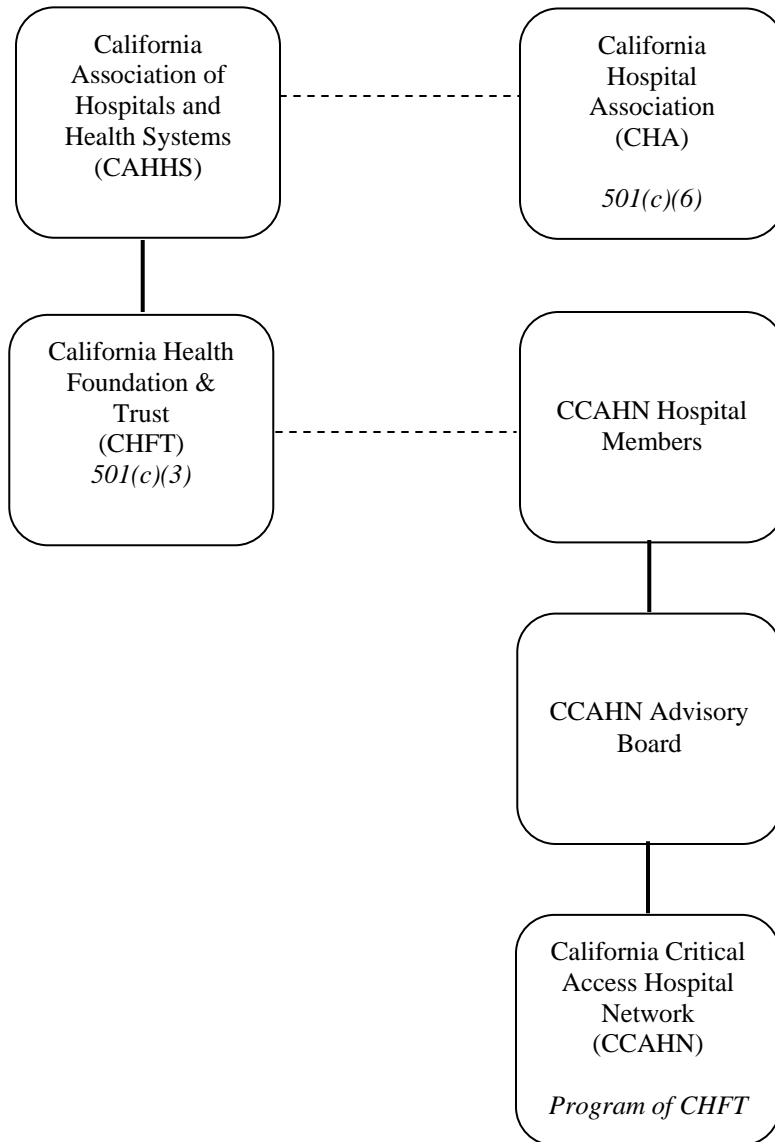 California
Association of
Hospitals and
Health Systems
(CAHHS)
California
Hospital
Association
(CHA)
501(c)(6)
California Health
Foundation &
Trust
(CHFT)
501(c)(3)
CCAHN Hospital
Members
CCAHN Advisory
Board
California Critical
Access Hospital
Network
(CCAHN)
Program of CHFT